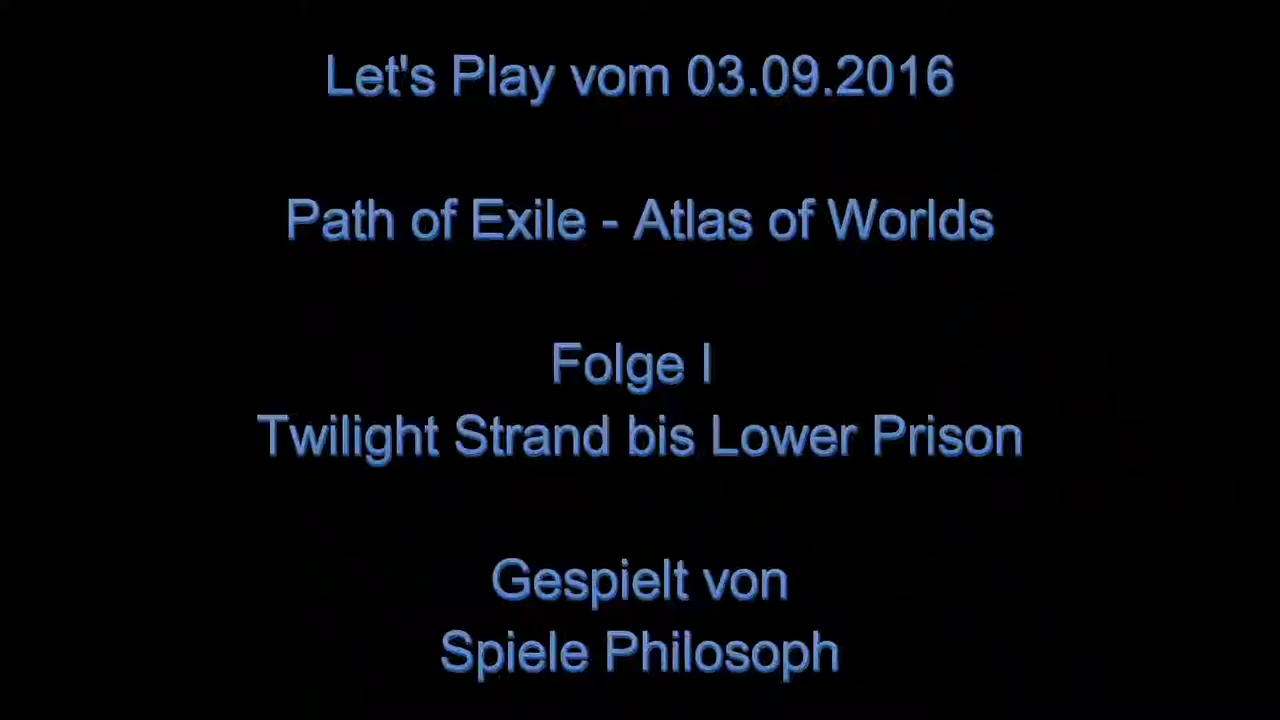 Let's Play vom 03.09.2016
Path of Exile - Atlas of Worlds
Folge I
Twilight Strand bis Lower Prison
Gespielt von
Spiele Philosoph